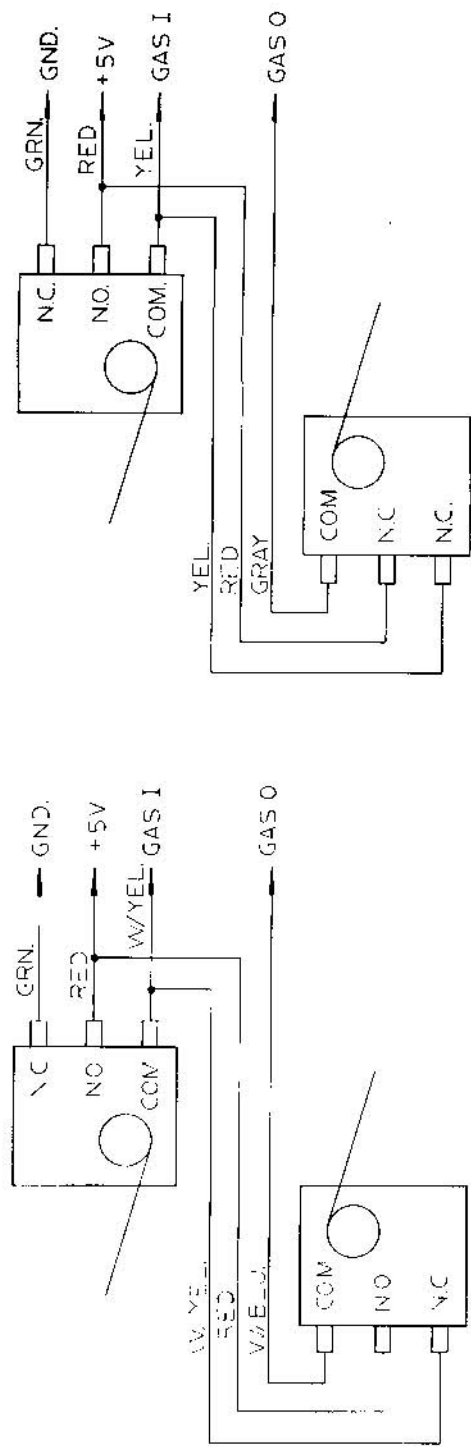 GRN.
GND.
RED
+5V
YEL.
GAS I
N.C.
N.O.
COM.
YEL.
RED
GRAY
GAS O
COM
N.C
N.C.
GRN.
GND.
RED
+5V
W/YEL.
GAS I
NO
COM
RED
GAS O
COM
NO
N.C